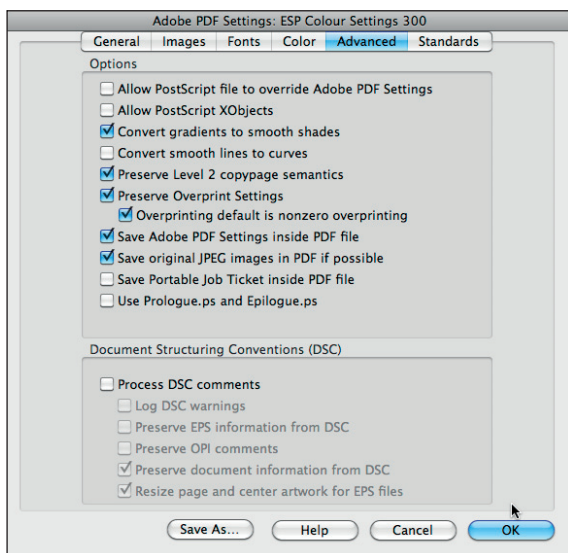 Adobe PDF Settings: ESP Colour Settings 300
General Images Fonts Color Advanced Standards
Options
Allow PostScript file to override Adobe PDF Settings
Allow PostScript XObjects
Convert gradients to smooth shades
Convert smooth lines to curves
Preserve Level 2 copypage semantics
Preserve Overprint Settings
Overprinting default is nonzero overprinting
Save Adobe PDF Settings inside PDF file
Save original JPEG images in PDF if possible
Save Portable Job Ticket inside PDF file
Use Prologue.ps and Epilogue.ps
Document Structuring Conventions (DSC)
Process DSC comments
Log DSC warnings
Preserve EPS information from DSC
Preserve OPI comments
Preserve document information from DSC
Resize page and center artwork for EPS files
Save As... Help Cancel OK